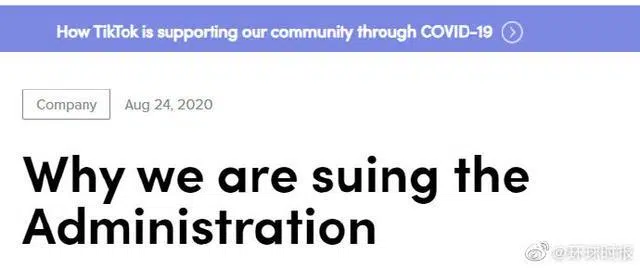 How TikTok is supporting our community through COVID-19
Company Aug 24, 2020
Why we are suing the
Administration
@环球时报